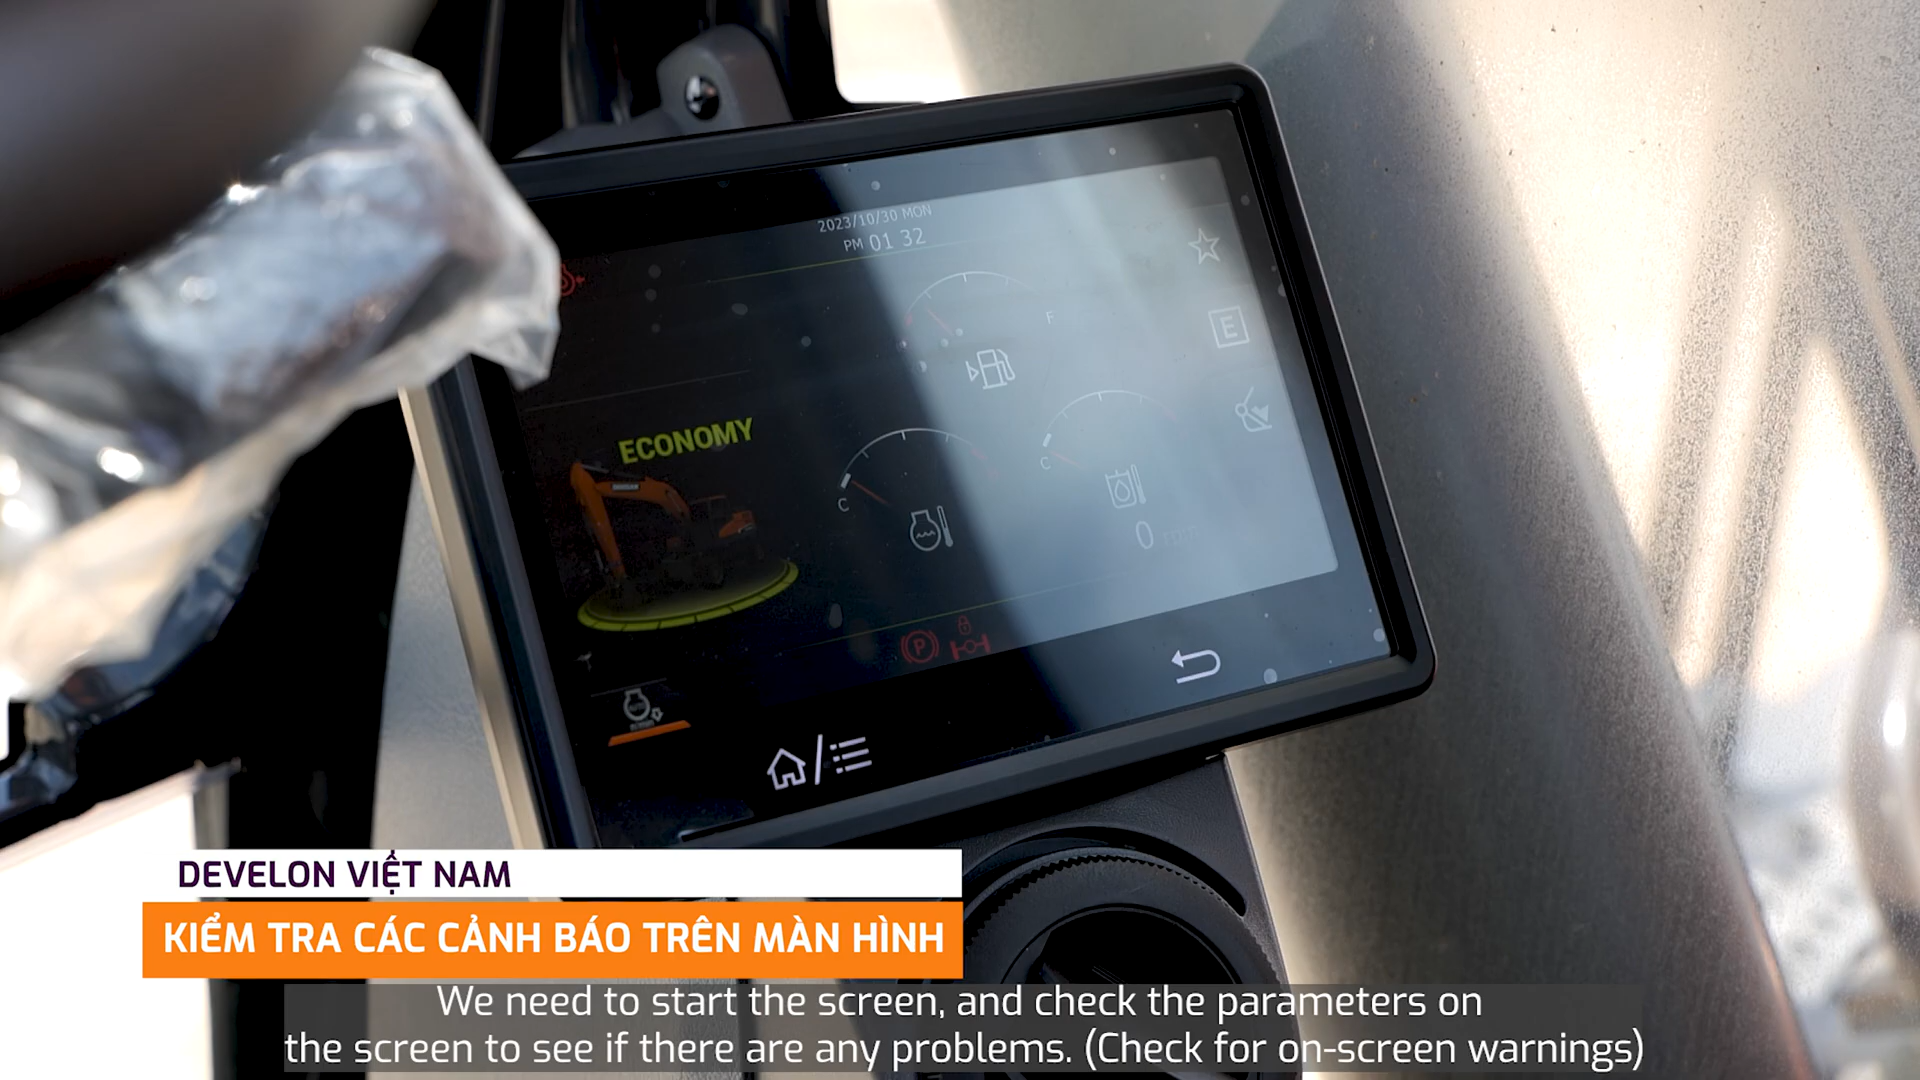 2023/10/30 MON
PM 01 32
F
E
ECONOMY
C
C
0 rpm
P
AUTO
DEVELON VIỆT NAM
KIỂM TRA CÁC CẢNH BÁO TRÊN MÀN HÌNH
We need to start the screen, and check the parameters on
the screen to see if there are any problems. (Check for on-screen warnings)